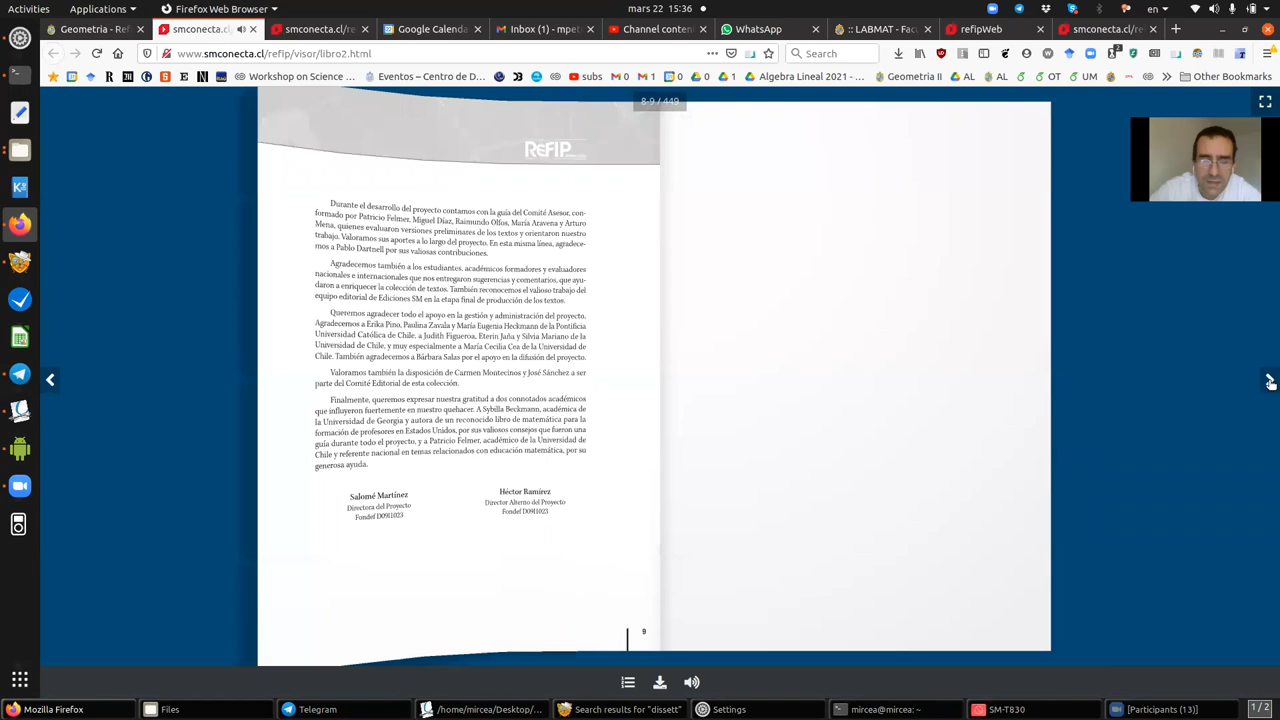 Activities
Applications
Firefox Web Browser
mars 22 15:36
en
Geometria - Ref
smconecta.cl/
smconecta.cl/re
Google Calenda
Inbox (1) - mpet
Channel conten
WhatsApp
:: LABMAT - Facu
refipWeb
smconecta.cl/re
www.smconecta.cl/refip/visor/libro2.html
Search
Workshop on Science ...
Eventos – Centro de D...
subs
0
1
0
0
1
Algebra Lineal 2021 - ...
Geometria II
AL
AL
OT
UM
Other Bookmarks
8-9 / 449
ReFIP
Durante el desarrollo del proyecto contamos con la guía del Comité Asesor, con-
formado por Patricio Felmer, Miguel Díaz, Raimundo Olfos, María Aravena y Arturo
Mena, quienes evaluaron versiones preliminares de los textos y orientaron nuestro
trabajo. Valoramos sus aportes a lo largo del proyecto. En esta misma línea, agradece-
mos a Pablo Dartnell por sus valiosas contribuciones.
Agradecemos también a los estudiantes, académicos formadores y evaluadores
nacionales e internacionales que nos entregaron sugerencias y comentarios, que ayu-
daron a enriquecer la colección de textos. También reconocemos el valioso trabajo del
equipo editorial de Ediciones SM en la etapa final de producción de los textos.
Queremos agradecer todo el apoyo en la gestión y administración del proyecto.
Agradecemos a Erika Pino, Paulina Zavala y María Eugenia Heckmann de la Pontificia
Universidad Católica de Chile, a Judith Figueroa, Eterin Jaña y Silvia Mariano de la
Universidad de Chile, y muy especialmente a María Cecilia Cea de la Universidad de
Chile. También agradecemos a Bárbara Salas por el apoyo en la difusión del proyecto.
Valoramos también la disposición de Carmen Montecinos y José Sánchez a ser
parte del Comité Editorial de esta colección.
Finalmente, queremos expresar nuestra gratitud a dos connotados académicos
que influyeron fuertemente en nuestro quehacer. A Sybilla Beckmann, académica de
la Universidad de Georgia y autora de un reconocido libro de matemática para la
formación de profesores en Estados Unidos, por sus valiosos consejos que fueron una
guía durante todo el proyecto, y a Patricio Felmer, académico de la Universidad de
Chile y referente nacional en temas relacionados con educación matemática, por su
generosa ayuda.
Salomé Martínez
Directora del Proyecto
Fondef D09I1023
Héctor Ramírez
Director Alterno del Proyecto
Fondef D09I1023
9
Mozilla Firefox
Files
Telegram
/home/mircea/Desktop/...
Search results for "dissett"
Settings
mircea@mircea: ~
SM-T830
[Participants (13)]
1 / 2